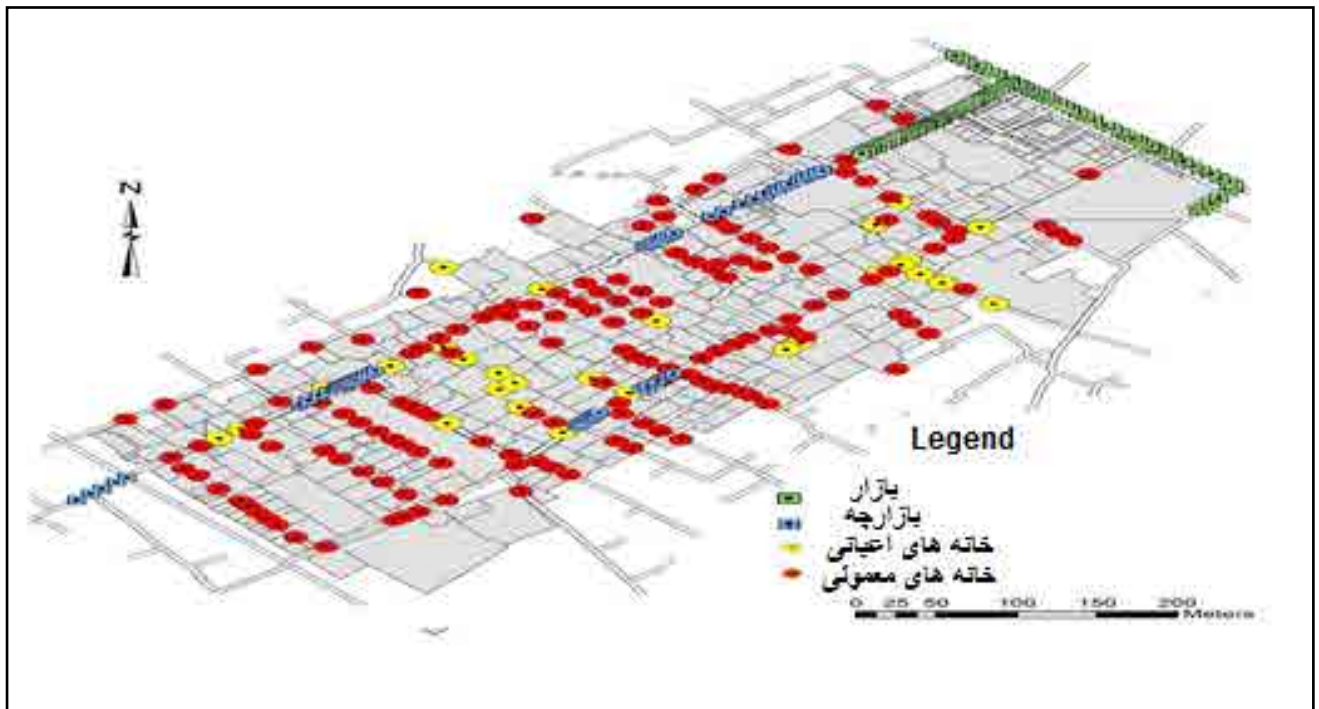 N
Legend
بازار
بازارچه
خانه های اعیانی
خانه های معمولی
0 25 50 100 150 200
Meters